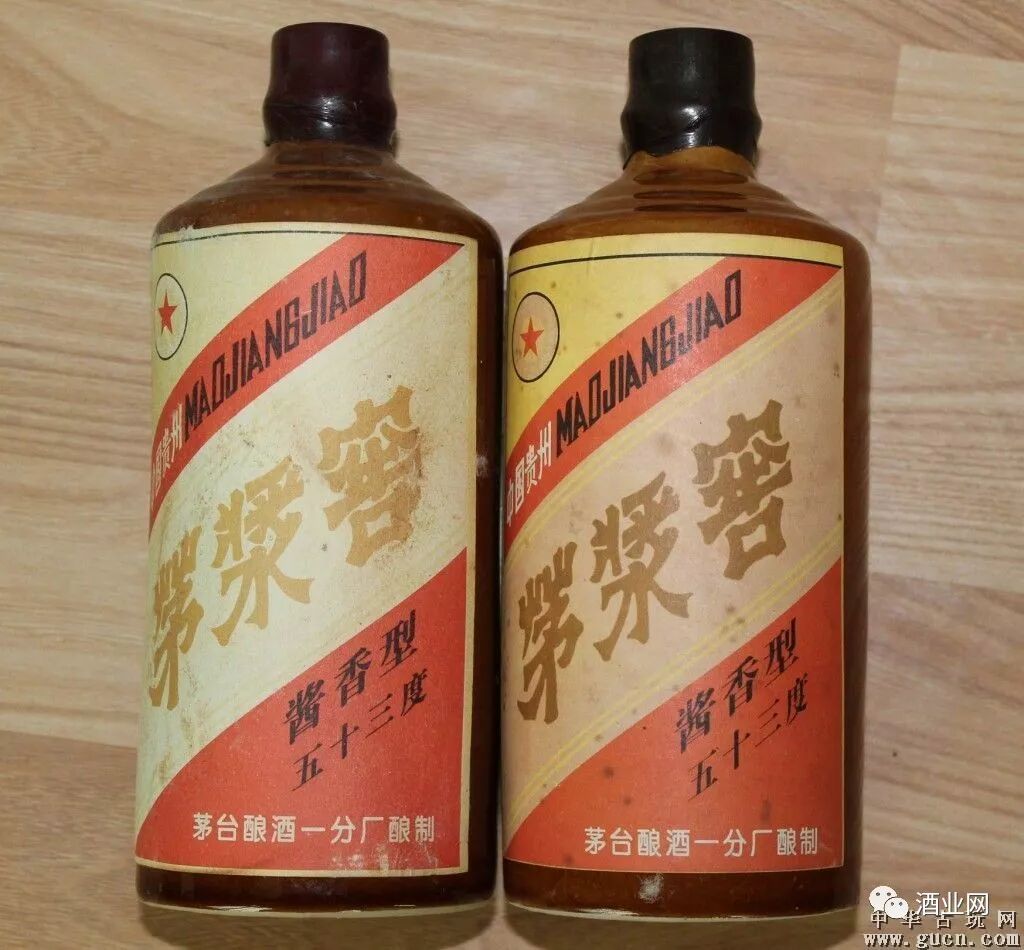 中国贵州 MAOJIANGJIAO
茅浆窖
酱香型
五十三度
茅台酿酒一分厂酿制
中国贵州 MAOJIANGJIAO
茅浆窖
酱香型
五十三度
茅台酿酒一分厂酿制
酒业网
中华古玩网
www.gucn.com